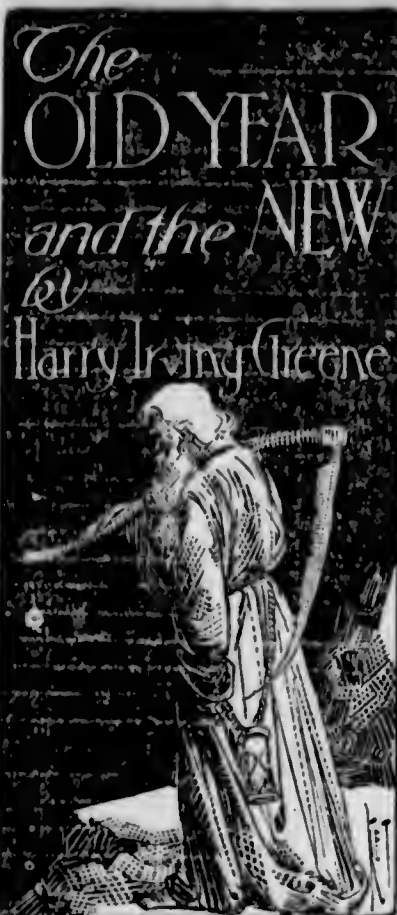 The
OLD YEAR
and the NEW
by
Harry Irving Greene